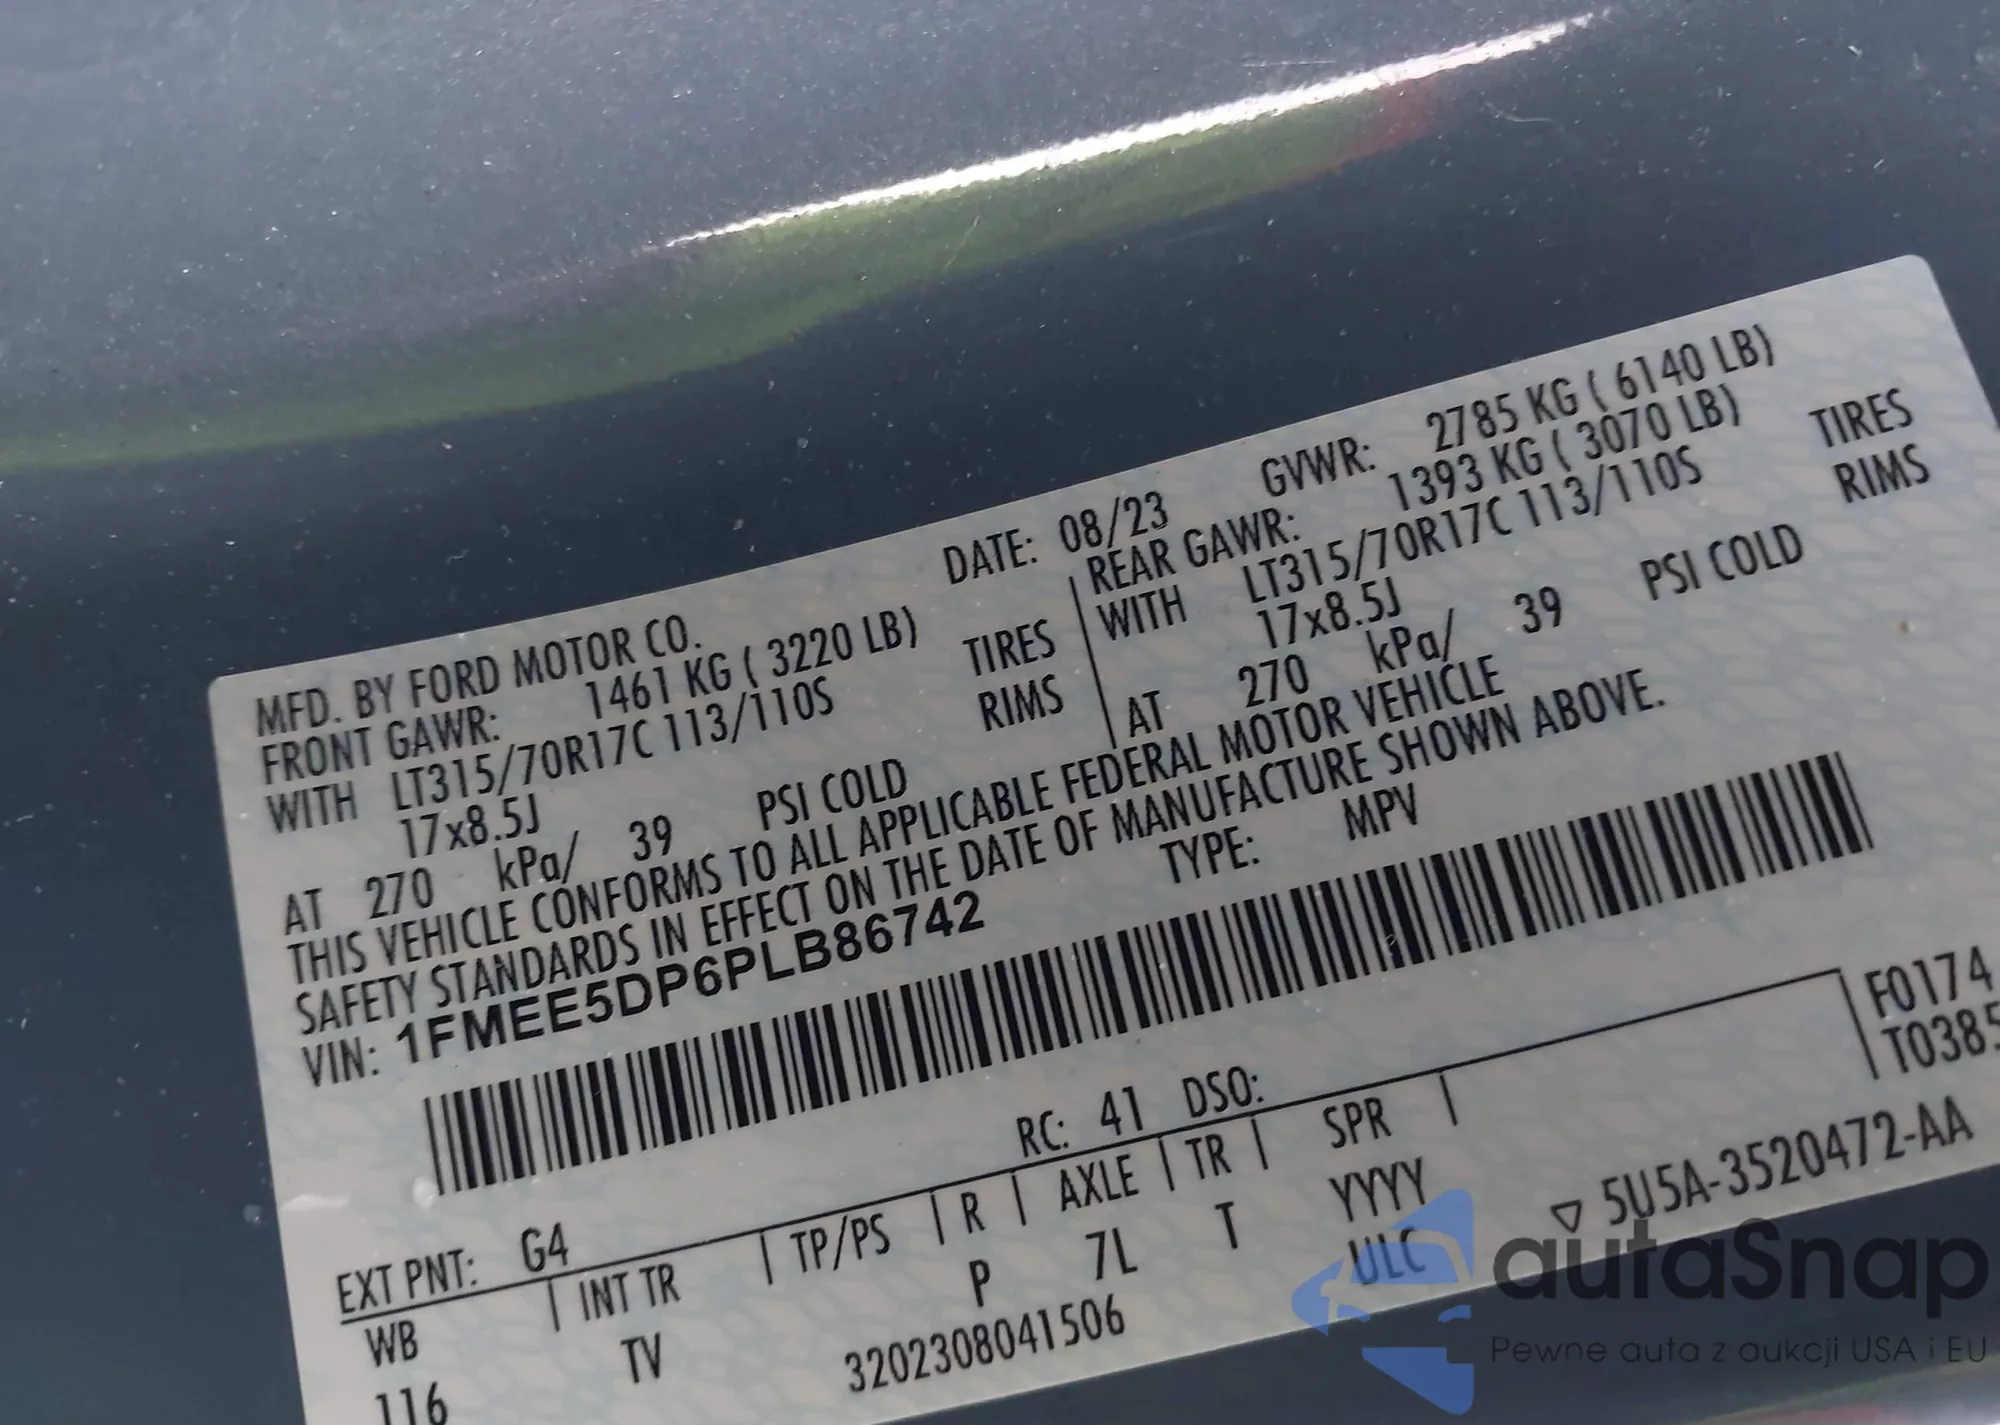 MFD. BY FORD MOTOR CO.
DATE: 08/23
GVWR: 2785 KG ( 6140 LB)
FRONT GAWR: 1461 KG ( 3220 LB)
REAR GAWR: 1393 KG ( 3070 LB)
WITH LT315/70R17C 113/110S TIRES
WITH LT315/70R17C 113/110S TIRES
17x8.5J RIMS
17x8.5J RIMS
AT 270 kPa/ 39 PSI COLD
AT 270 kPa/ 39 PSI COLD
THIS VEHICLE CONFORMS TO ALL APPLICABLE FEDERAL MOTOR VEHICLE
SAFETY STANDARDS IN EFFECT ON THE DATE OF MANUFACTURE SHOWN ABOVE.
VIN: 1FMEE5DP6PLB86742
TYPE: MPV
F0174
T0385
EXT PNT: G4 RC: 41 DSO:
WB | INT TR | TP/PS | R | AXLE | TR | SPR |
116 TV P 7L T YYYY
ULC
3202308041506
▽ 5U5A-3520472-AA
autaSnap
Pewne auta z aukcji USA i EU